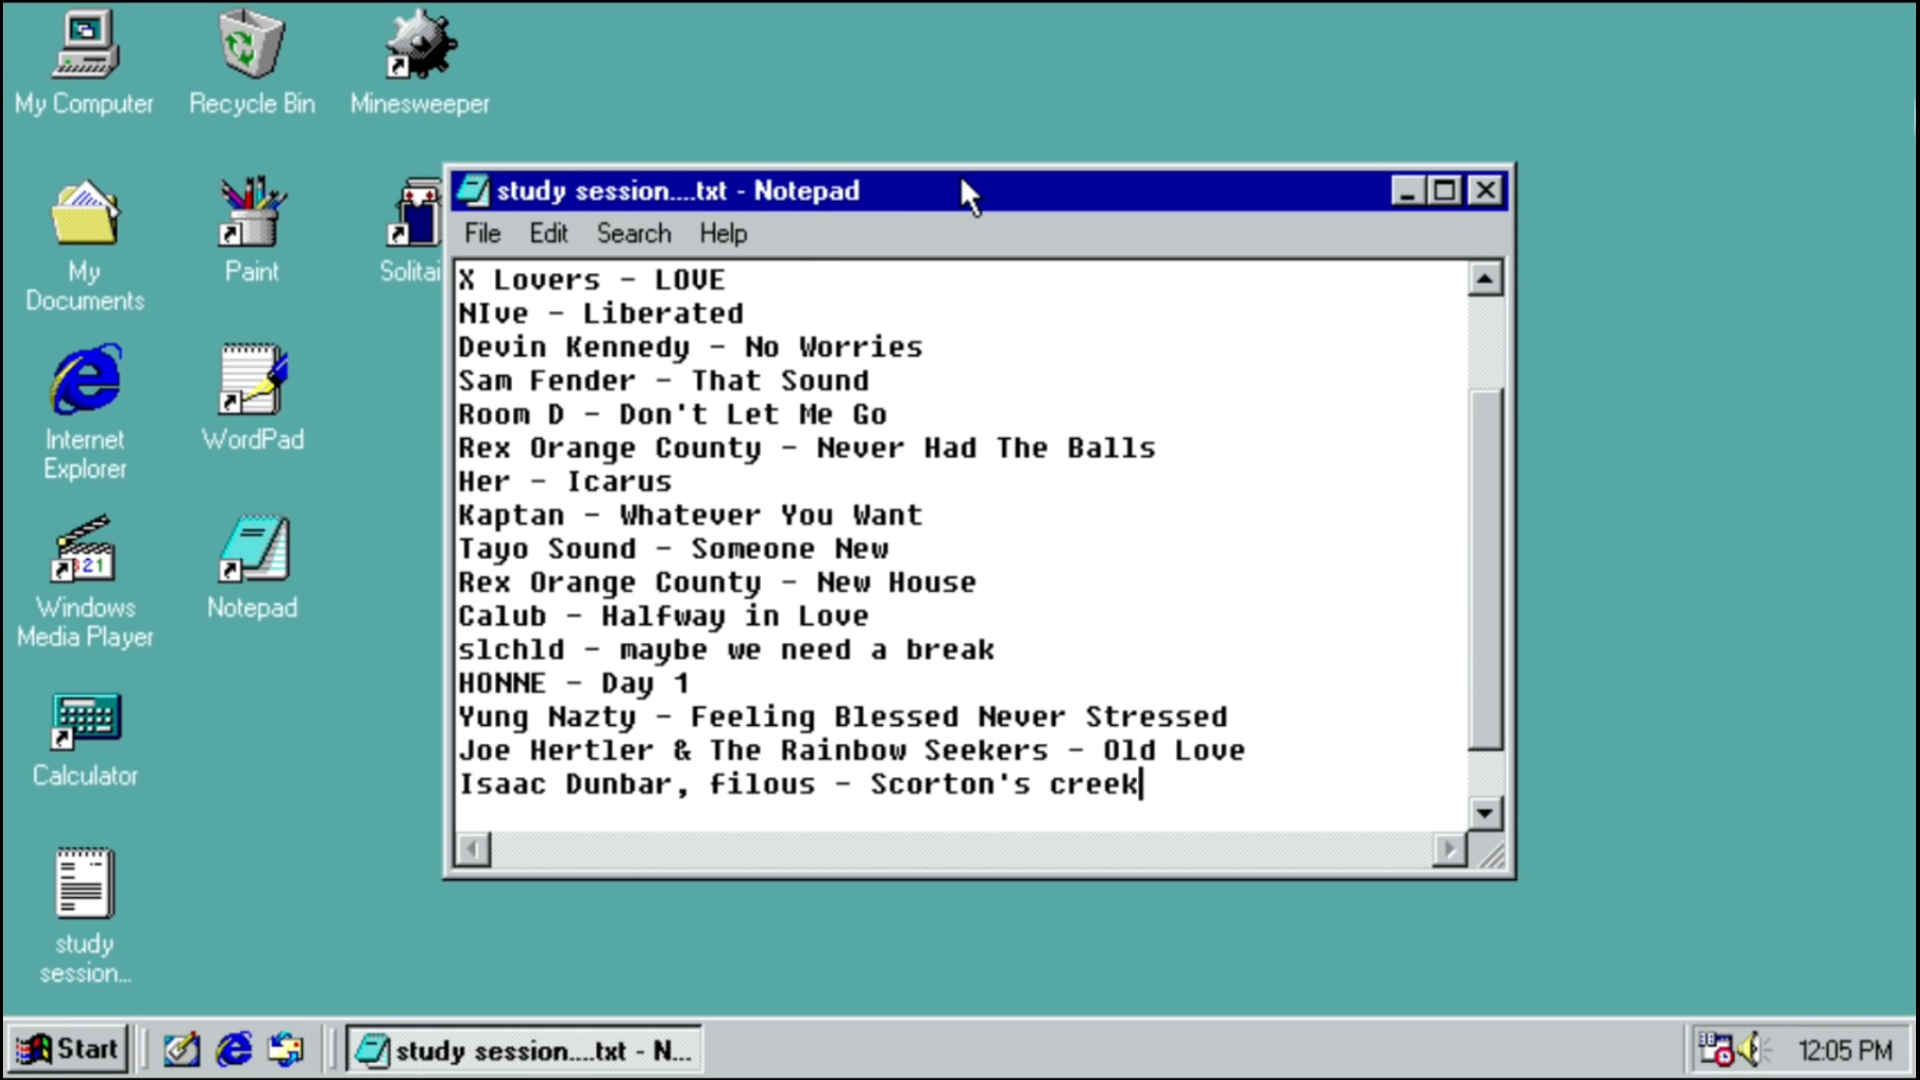 My Computer
Recycle Bin
Minesweeper
My
Documents
Paint
Solitai
Internet
Explorer
WordPad
Windows
Media Player
Notepad
Calculator
study
session...
study session....txt - Notepad
File Edit Search Help
X Lovers - LOVE
NIve - Liberated
Devin Kennedy - No Worries
Sam Fender - That Sound
Room D - Don't Let Me Go
Rex Orange County - Never Had The Balls
Her - Icarus
Kaptan - Whatever You Want
Tayo Sound - Someone New
Rex Orange County - New House
Calub - Halfway in Love
slchld - maybe we need a break
HONNE - Day 1
Yung Nazty - Feeling Blessed Never Stressed
Joe Hertler & The Rainbow Seekers - Old Love
Isaac Dunbar, filous - Scorton's creek
Start
study session....txt - N...
12:05 PM